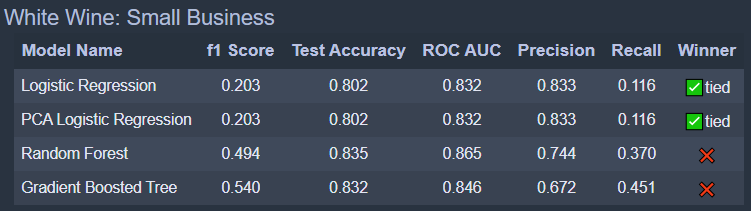 White Wine: Small Business
Model Name f1 Score Test Accuracy ROC AUC Precision Recall Winner
Logistic Regression 0.203 0.802 0.832 0.833 0.116 ✅tied
PCA Logistic Regression 0.203 0.802 0.832 0.833 0.116 ✅tied
Random Forest 0.494 0.835 0.865 0.744 0.370 ❌
Gradient Boosted Tree 0.540 0.832 0.846 0.672 0.451 ❌